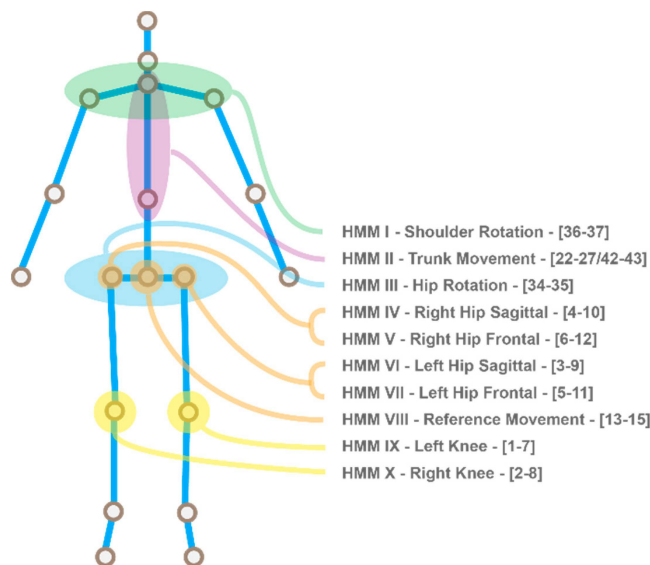 HMM I - Shoulder Rotation - [36-37]
HMM II - Trunk Movement - [22-27/42-43]
HMM III - Hip Rotation - [34-35]
HMM IV - Right Hip Sagittal - [4-10]
HMM V - Right Hip Frontal - [6-12]
HMM VI - Left Hip Sagittal - [3-9]
HMM VII - Left Hip Frontal - [5-11]
HMM VIII - Reference Movement - [13-15]
HMM IX - Left Knee - [1-7]
HMM X - Right Knee - [2-8]